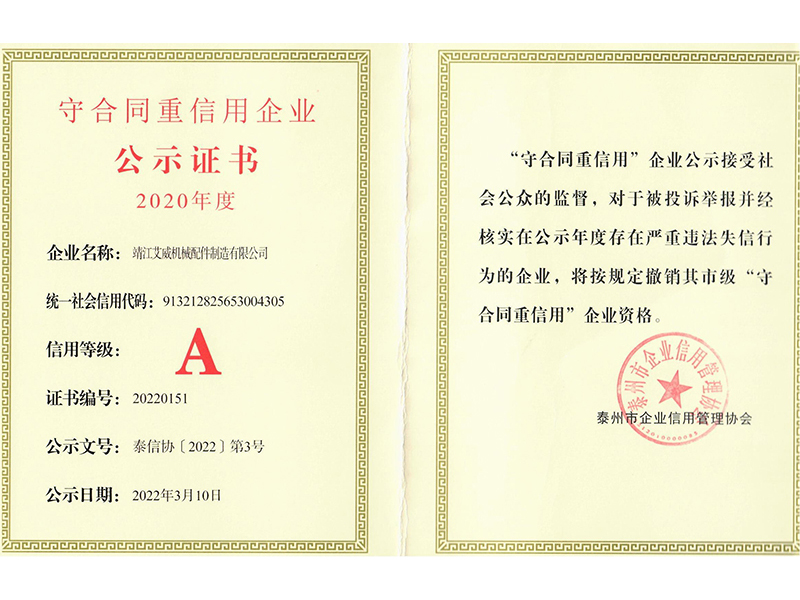 守合同重信用企业
公示证书
2020年度
企业名称：靖江艾威机械配件制造有限公司
统一社会信用代码：913212825653004305
信用等级：A
证书编号：20220151
公示文号：泰信协〔2022〕第3号
公示日期：2022年3月10日
“守合同重信用”企业公示接受社
会公众的监督，对于被投诉举报并经
核实在公示年度存在严重违法失信行
为的企业，将按规定撤销其市级“守
合同重信用”企业资格。
泰州市企业信用管理协会
泰州市企业信用管理协会